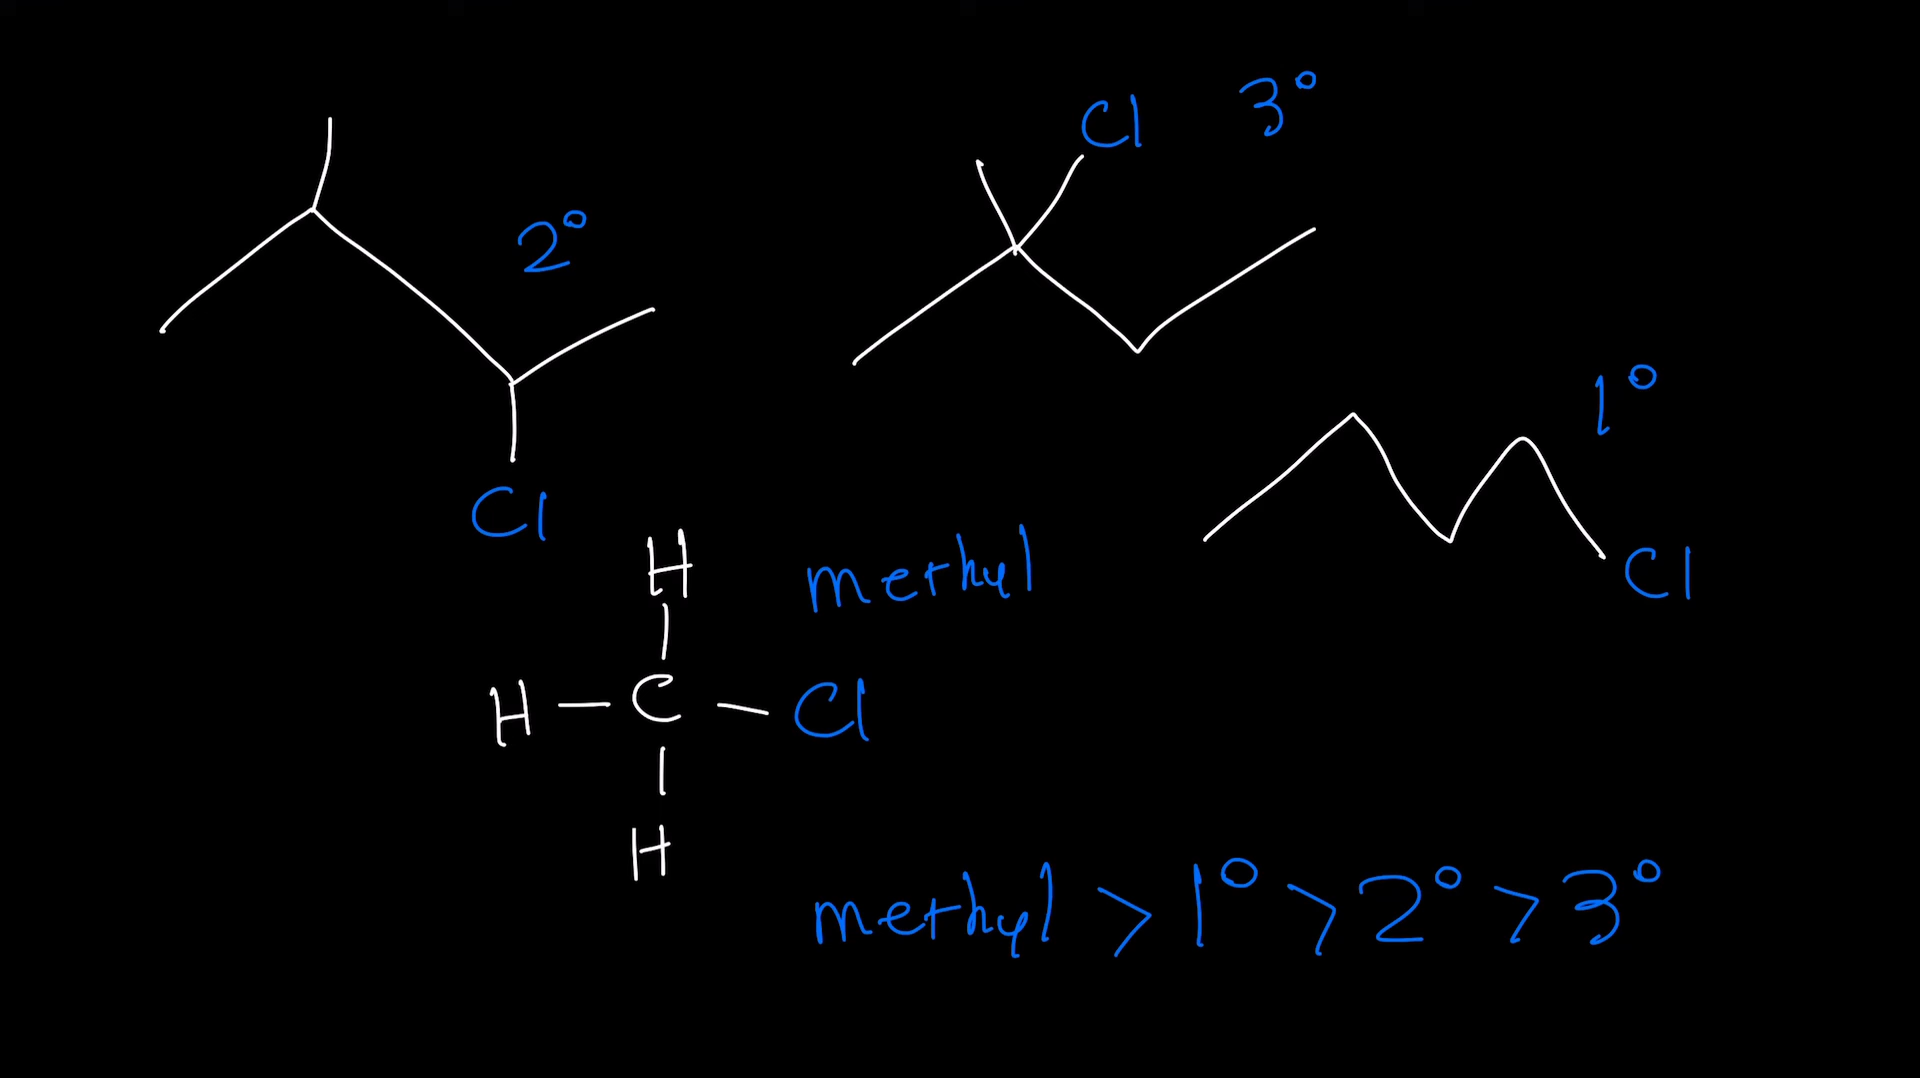 Cl 3°
2°
1°
Cl
H methyl
Cl
H – C – Cl
H
methyl > 1° > 2° > 3°